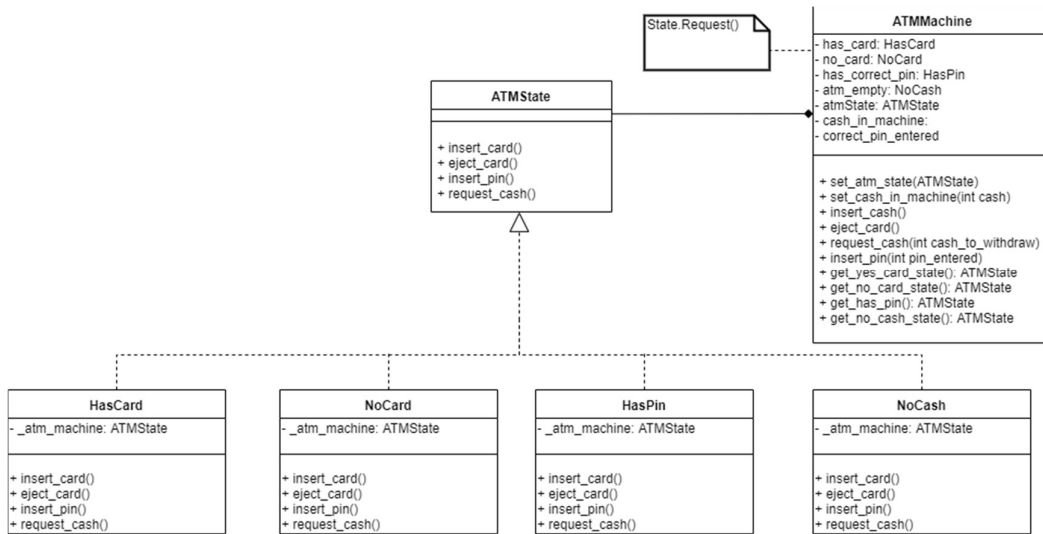 State.Request()
ATMMachine
- has_card: HasCard
- no_card: NoCard
- has_correct_pin: HasPin
- atm_empty: NoCash
- atmState: ATMState
- cash_in_machine:
- correct_pin_entered
+ set_atm_state(ATMState)
+ set_cash_in_machine(int cash)
+ insert_cash()
+ eject_card()
+ request_cash(int cash_to_withdraw)
+ insert_pin(int pin_entered)
+ get_yes_card_state(): ATMState
+ get_no_card_state(): ATMState
+ get_has_pin(): ATMState
+ get_no_cash_state(): ATMState
ATMState
+ insert_card()
+ eject_card()
+ insert_pin()
+ request_cash()
HasCard
- _atm_machine: ATMState
+ insert_card()
+ eject_card()
+ insert_pin()
+ request_cash()
NoCard
- _atm_machine: ATMState
+ insert_card()
+ eject_card()
+ insert_pin()
+ request_cash()
HasPin
- _atm_machine: ATMState
+ insert_card()
+ eject_card()
+ insert_pin()
+ request_cash()
NoCash
- _atm_machine: ATMState
+ insert_card()
+ eject_card()
+ insert_pin()
+ request_cash()